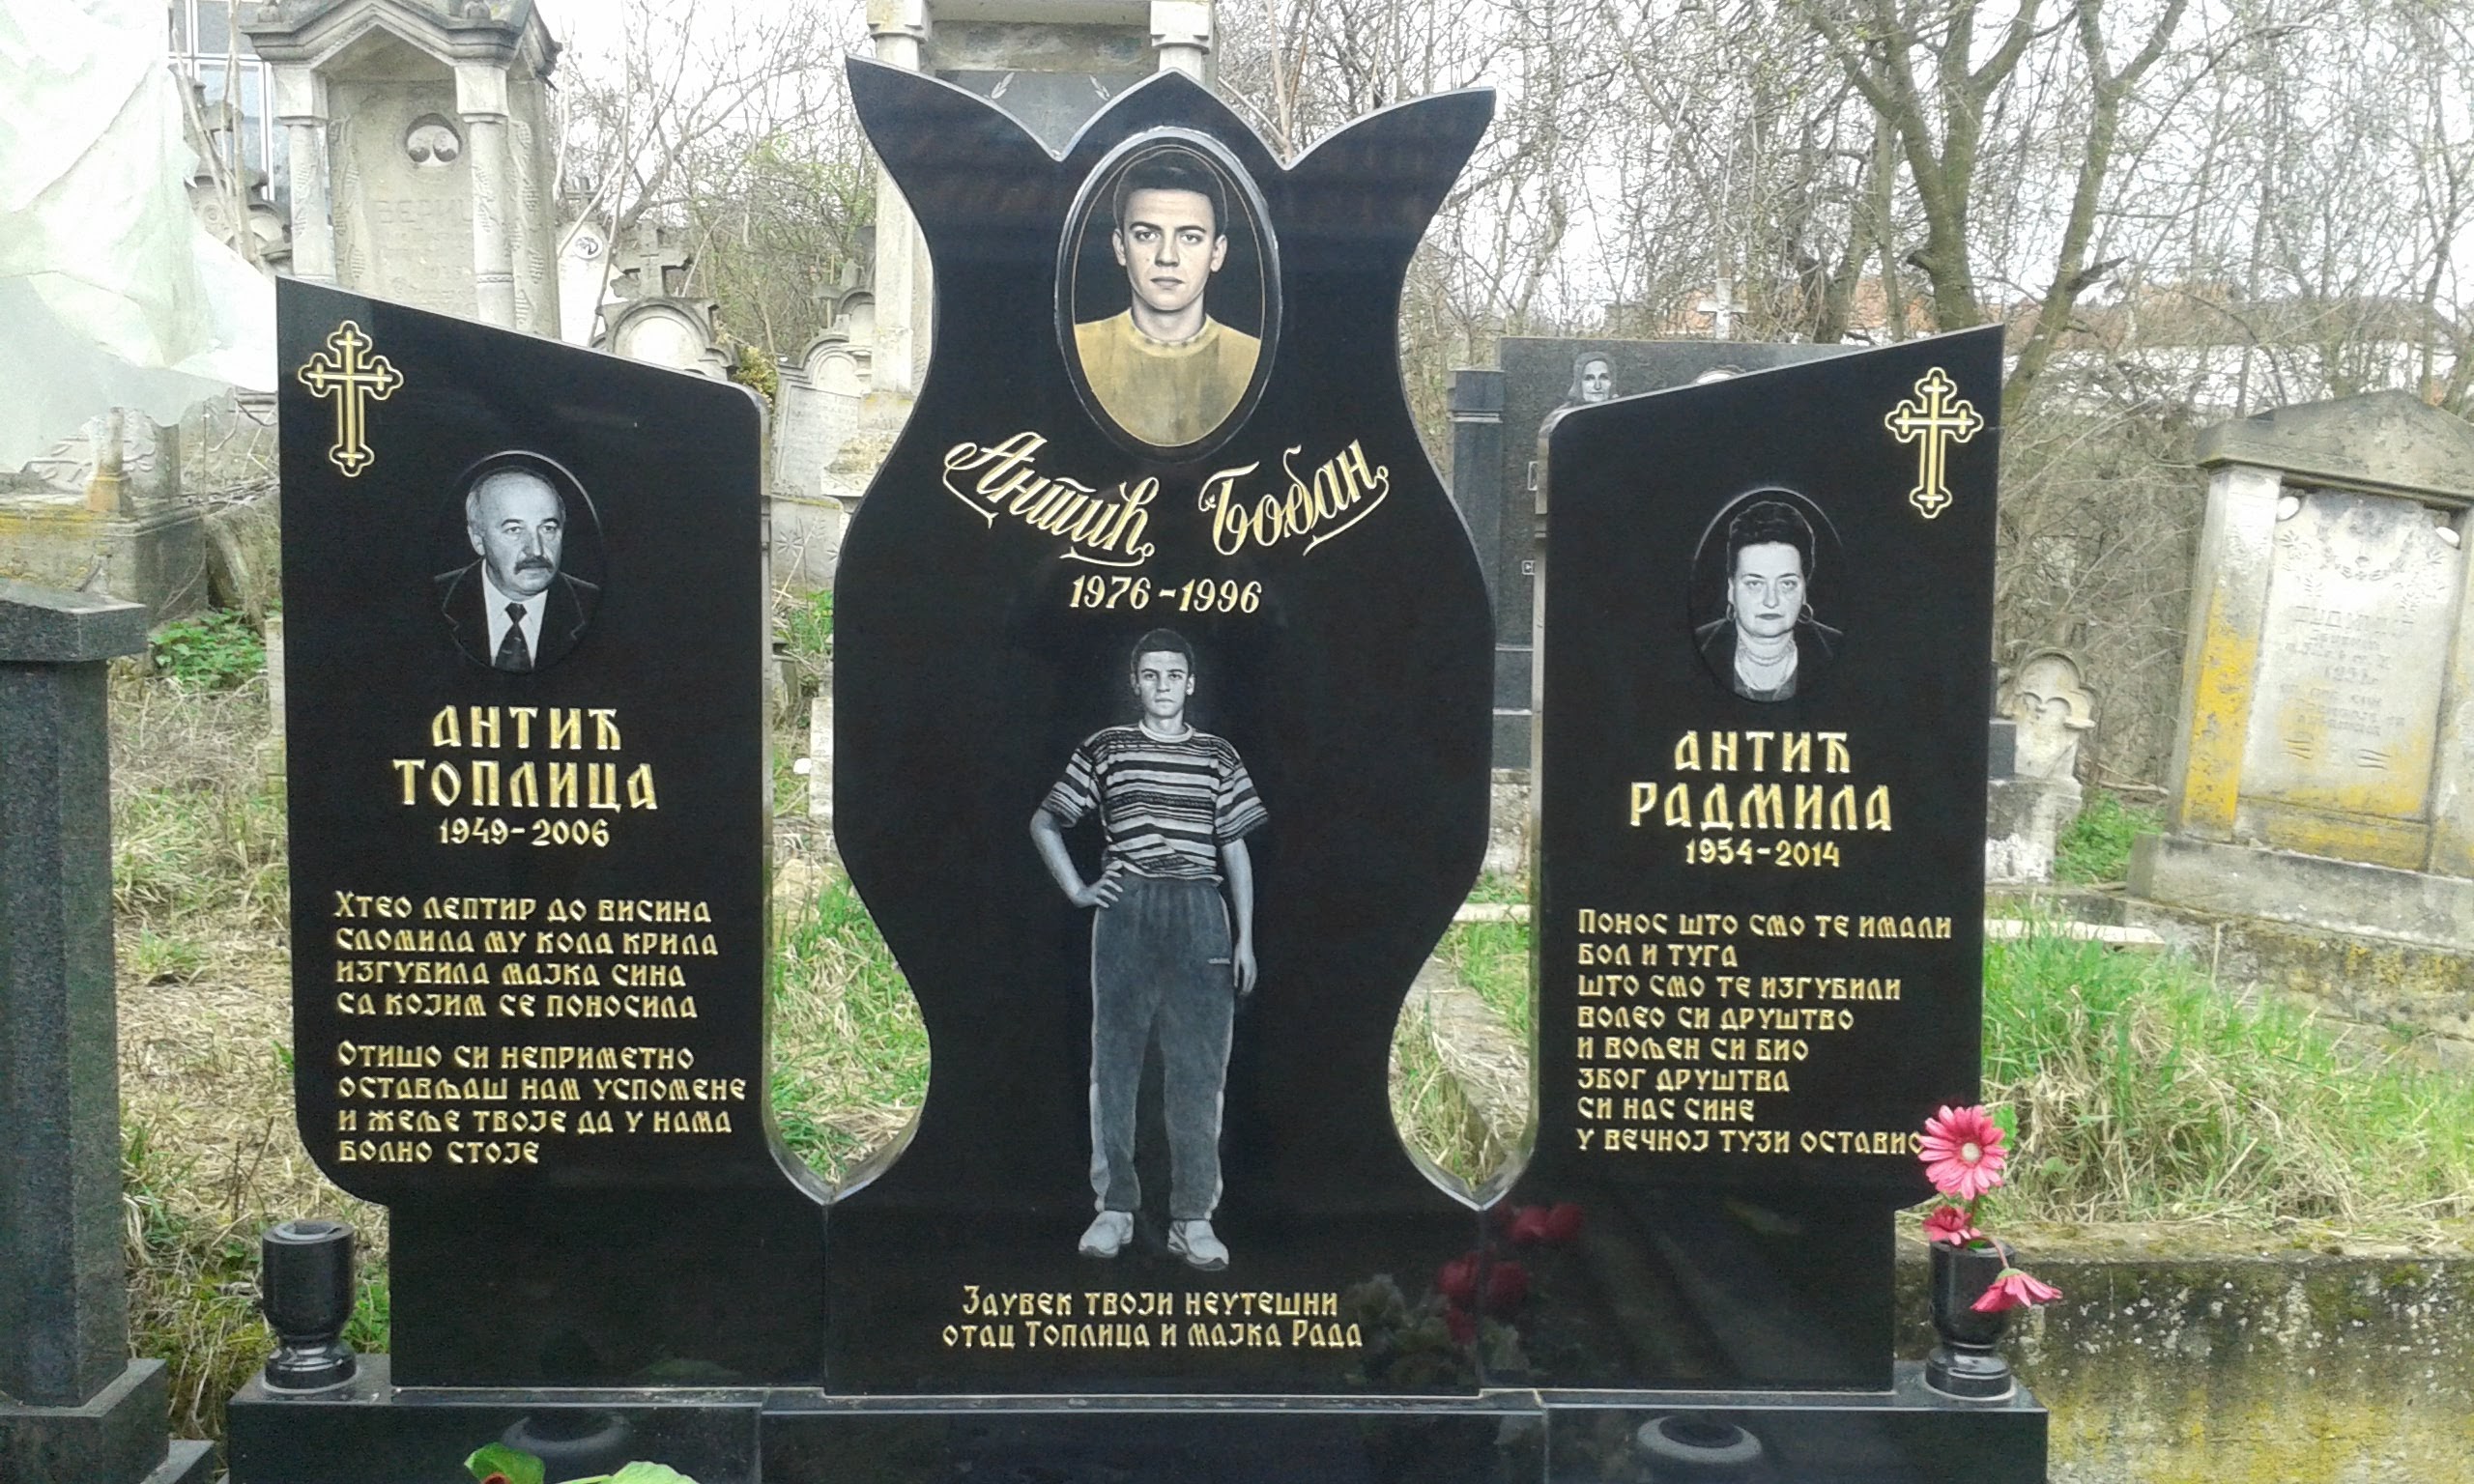 АНТИЋ
ТОПЛИЦА
1949-2006
Хтео лептир до висина
сломила му кола крила
изгубила мајка сина
са којим се поносила
Отишо си неприметно
остављаш нам успомене
и жеље твоје да у нама
болно стоје
Антић Бобан
1976-1996
Заувек твоји неутешни
отац Топлица и мајка Рада
АНТИЋ
РАДМИЛА
1954-2014
Понос што смо те имали
бол и туга
што смо те изгубили
волео си друштво
и вољен си био
због друштва
си нас сине
у вечној тузи оставио